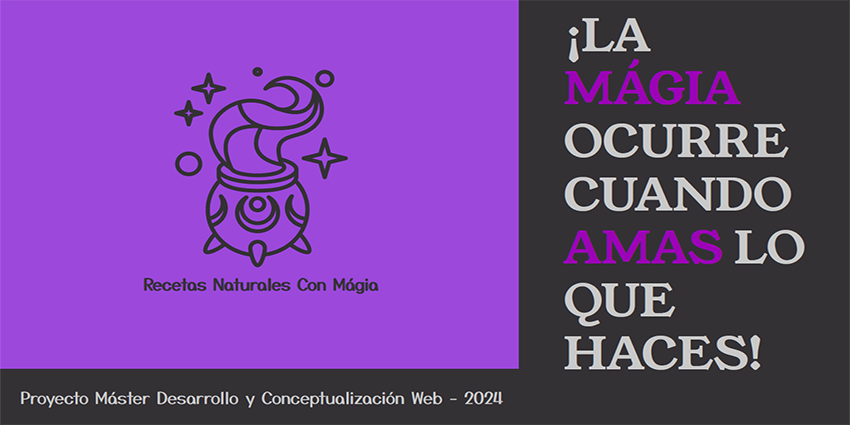 Recetas Naturales Con Mágia
Proyecto Máster Desarrollo y Conceptualización Web - 2024
¡LA
MÁGIA
OCURRE
CUANDO
AMAS LO
QUE
HACES!